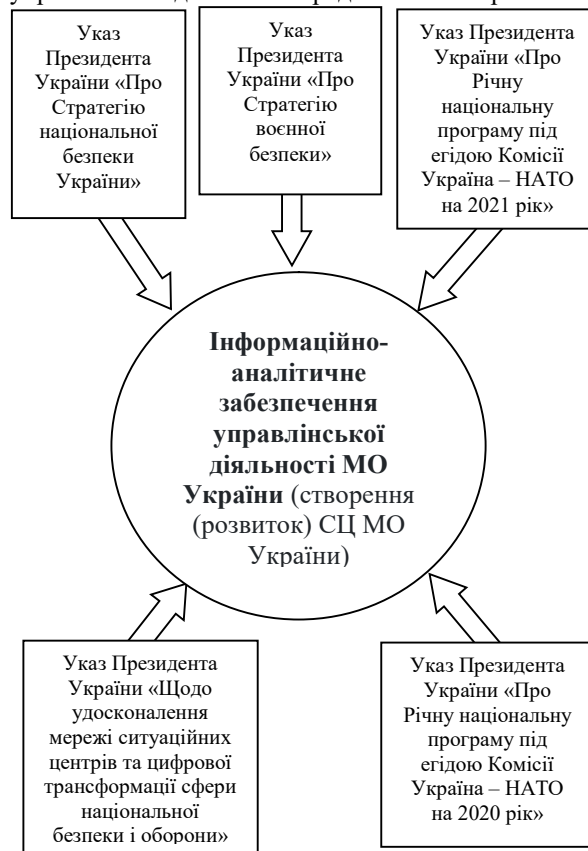 Указ
Президента
України «Про
Стратегію
національної
безпеки
України»
Указ
Президента
України «Про
Стратегію
воєнної
безпеки»
Указ Президента
України «Про
Річну
національну
програму під
егідою Комісії
Україна – НАТО
на 2021 рік»
Інформаційно-
аналітичне
забезпечення
управлінської
діяльності МО
України (створення
(розвиток) СЦ МО
України)
Указ Президента
України «Щодо
удосконалення
мережі ситуаційних
центрів та цифрової
трансформації сфери
національної
безпеки і оборони»
Указ Президента
України «Про
Річну національну
програму під
егідою Комісії
Україна – НАТО
на 2020 рік»